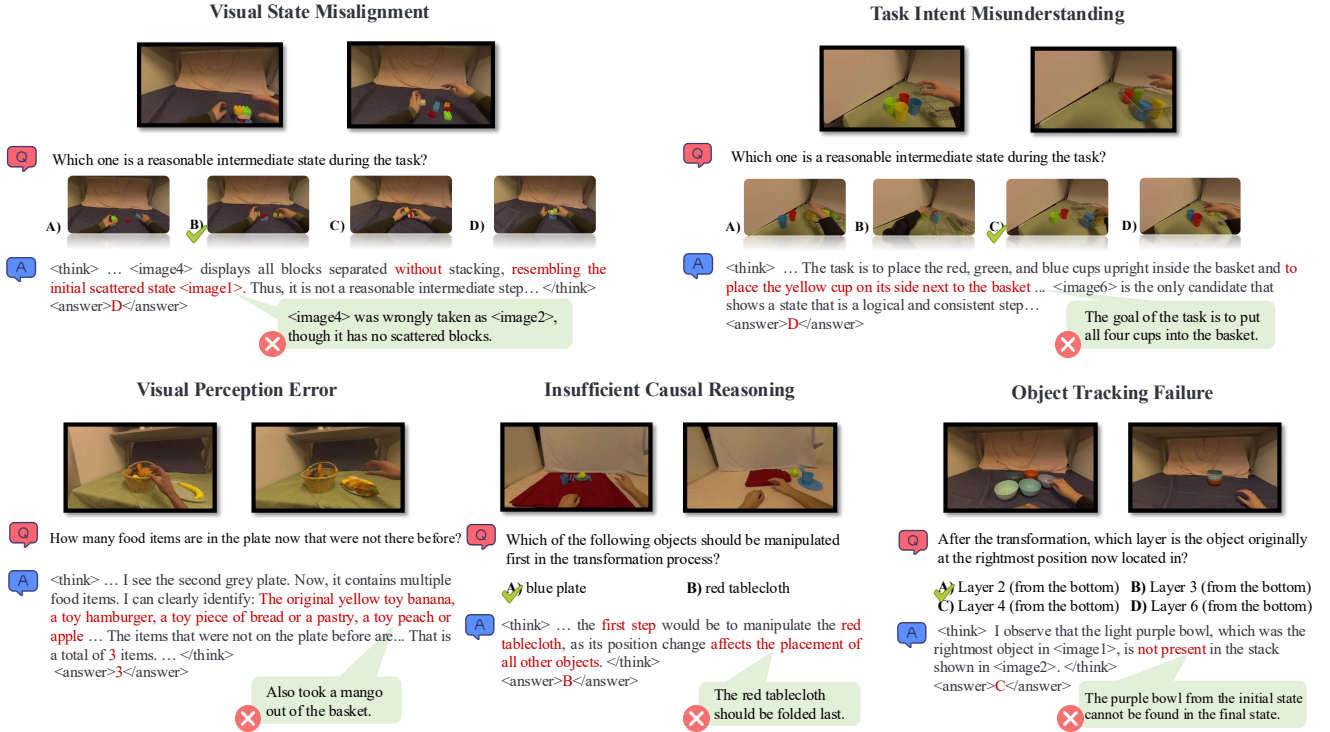 Visual State Misalignment
Q
Which one is a reasonable intermediate state during the task?
A)
B)
C)
D)
A
<think> … <image4> displays all blocks separated without stacking, resembling the
initial scattered state <image1>. Thus, it is not a reasonable intermediate step… </think>
<answer>D</answer>
<image4> was wrongly taken as <image2>,
though it has no scattered blocks.
Task Intent Misunderstanding
Q
Which one is a reasonable intermediate state during the task?
A)
B)
C)
D)
A
<think> … The task is to place the red, green, and blue cups upright inside the basket and to
place the yellow cup on its side next to the basket … <image6> is the only candidate that
shows a state that is a logical and consistent step…
<answer>D</answer>
The goal of the task is to put
all four cups into the basket.
Visual Perception Error
Q
How many food items are in the plate now that were not there before?
A
<think> … I see the second grey plate. Now, it contains multiple
food items. I can clearly identify: The original yellow toy banana,
a toy hamburger, a toy piece of bread or a pastry, a toy peach or
apple … The items that were not on the plate before are... That is
a total of 3 items. … </think>
<answer>3</answer>
Also took a mango
out of the basket.
Insufficient Causal Reasoning
Q
Which of the following objects should be manipulated
first in the transformation process?
A) blue plate B) red tablecloth
A
<think> … the first step would be to manipulate the red
tablecloth, as its position change affects the placement of
all other objects. </think>
<answer>B</answer>
The red tablecloth
should be folded last.
Object Tracking Failure
Q
After the transformation, which layer is the object originally
at the rightmost position now located in?
A) Layer 2 (from the bottom) B) Layer 3 (from the bottom)
C) Layer 4 (from the bottom) D) Layer 6 (from the bottom)
A
<think> I observe that the light purple bowl, which was the
rightmost object in <image1>, is not present in the stack
shown in <image2>. </think>
<answer>C</answer>
The purple bowl from the initial state
cannot be found in the final state.